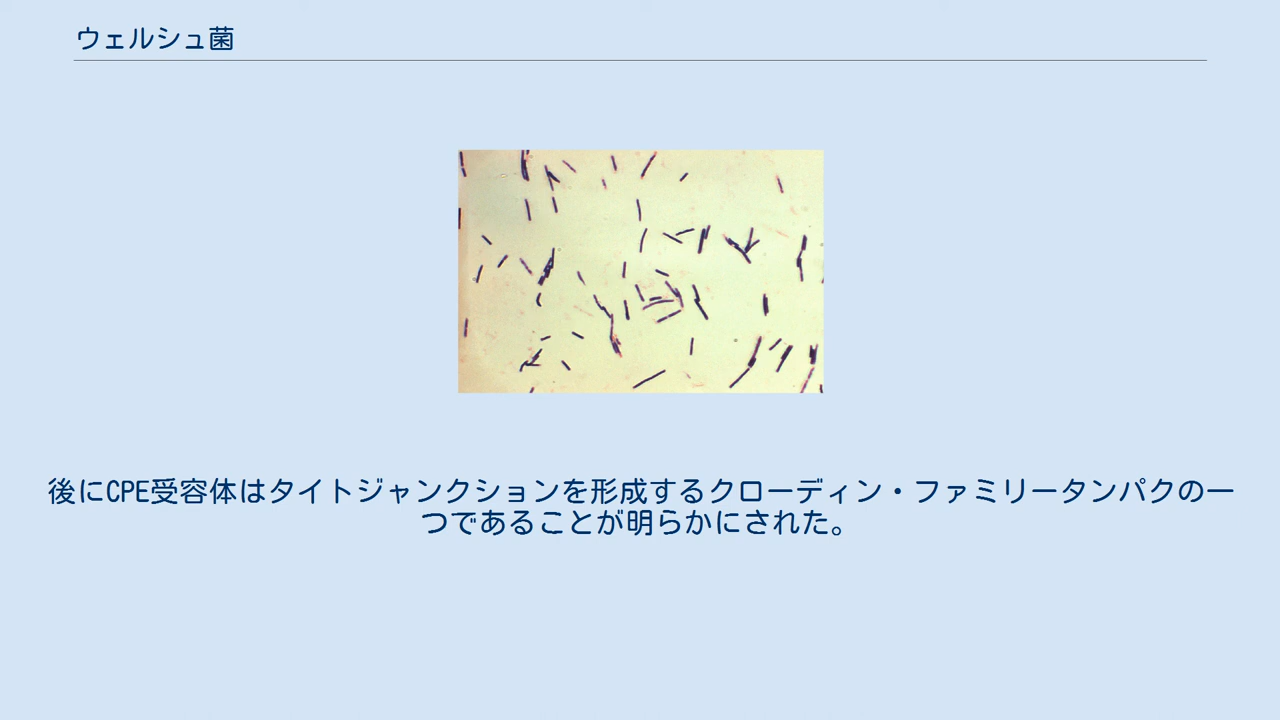 ウェルシュ菌
後にCPE受容体はタイトジャンクションを形成するクローディン・ファミリータンパクの一
つであることが明らかにされた。